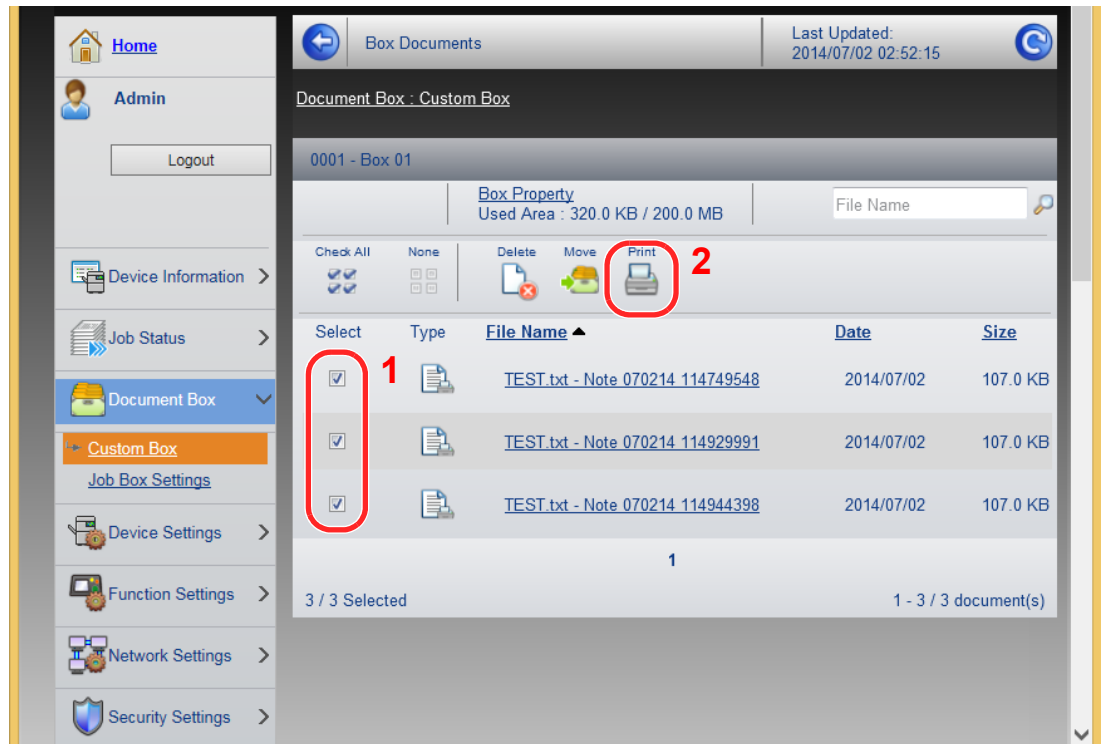 Home
Admin
Logout
Device Information
Job Status
Document Box
Custom Box
Job Box Settings
Device Settings
Function Settings
Network Settings
Security Settings
Box Documents
Last Updated:
2014/07/02 02:52:15
Document Box : Custom Box
0001 - Box 01
Box Property
Used Area : 320.0 KB / 200.0 MB
File Name
Check All None Delete Move Print 2
Select Type File Name Date Size
1 TEST.txt - Note 070214 114749548 2014/07/02 107.0 KB
TEST.txt - Note 070214 114929991 2014/07/02 107.0 KB
TEST.txt - Note 070214 114944398 2014/07/02 107.0 KB
1
3 / 3 Selected 1 - 3 / 3 document(s)